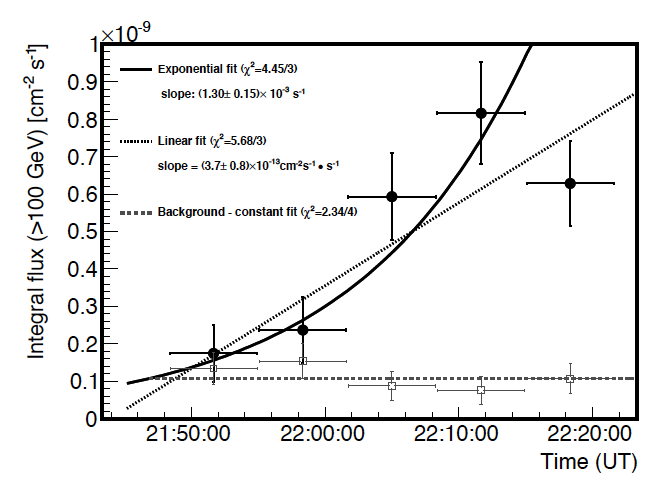 1×10⁻⁹
Integral flux (>100 GeV) [cm⁻² s⁻¹]
Exponential fit (χ²=4.45/3)
slope: (1.30± 0.15)× 10⁻³ s⁻¹
Linear fit (χ²=5.68/3)
slope = (3.7± 0.8)×10⁻¹³cm⁻²s⁻¹ • s⁻¹
Background - constant fit (χ²=2.34/4)
0.9
0.8
0.7
0.6
0.5
0.4
0.3
0.2
0.1
0
21:50:00 22:00:00 22:10:00 22:20:00
Time (UT)